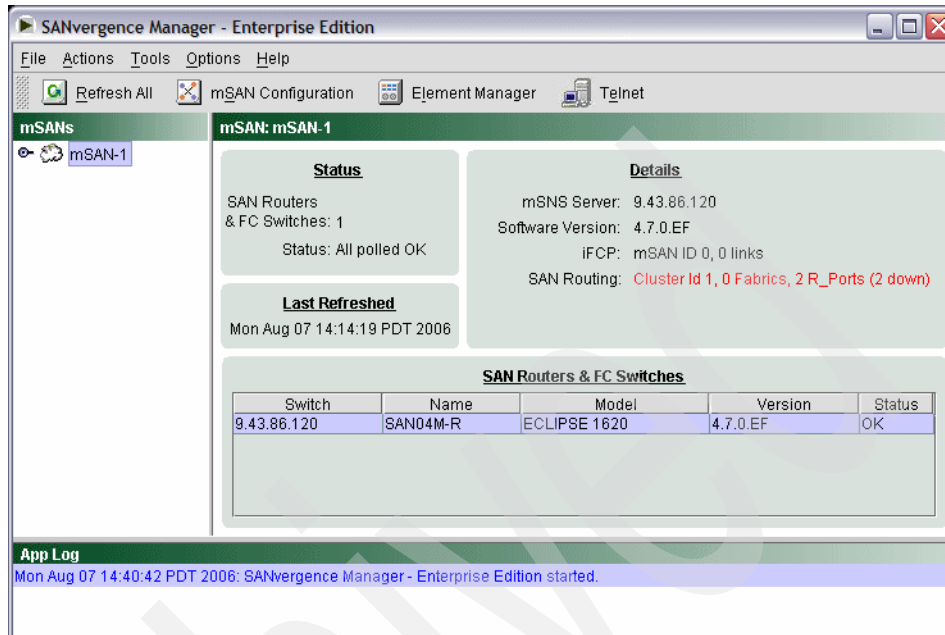 SANvergence Manager - Enterprise Edition
File Actions Tools Options Help
Refresh All mSAN Configuration Element Manager Telnet
mSANs
mSAN-1
mSAN: mSAN-1
Status
SAN Routers
& FC Switches: 1
Status: All polled OK
Last Refreshed
Mon Aug 07 14:14:19 PDT 2006
Details
mSNS Server: 9.43.86.120
Software Version: 4.7.0.EF
iFCP: mSAN ID 0, 0 links
SAN Routing: Cluster Id 1, 0 Fabrics, 2 R_Ports (2 down)
SAN Routers & FC Switches
Switch Name Model Version Status
9.43.86.120 SAN04M-R ECLIPSE 1620 4.7.0.EF OK
App Log
Mon Aug 07 14:40:42 PDT 2006: SANvergence Manager - Enterprise Edition started.